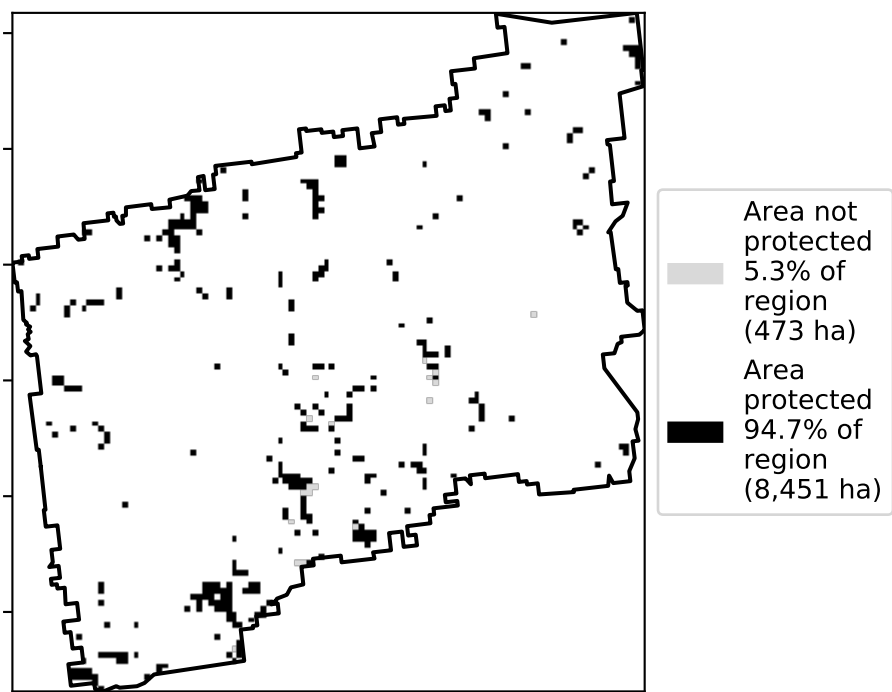 Area not
protected
5.3% of
region
(473 ha)
Area
protected
94.7% of
region
(8,451 ha)